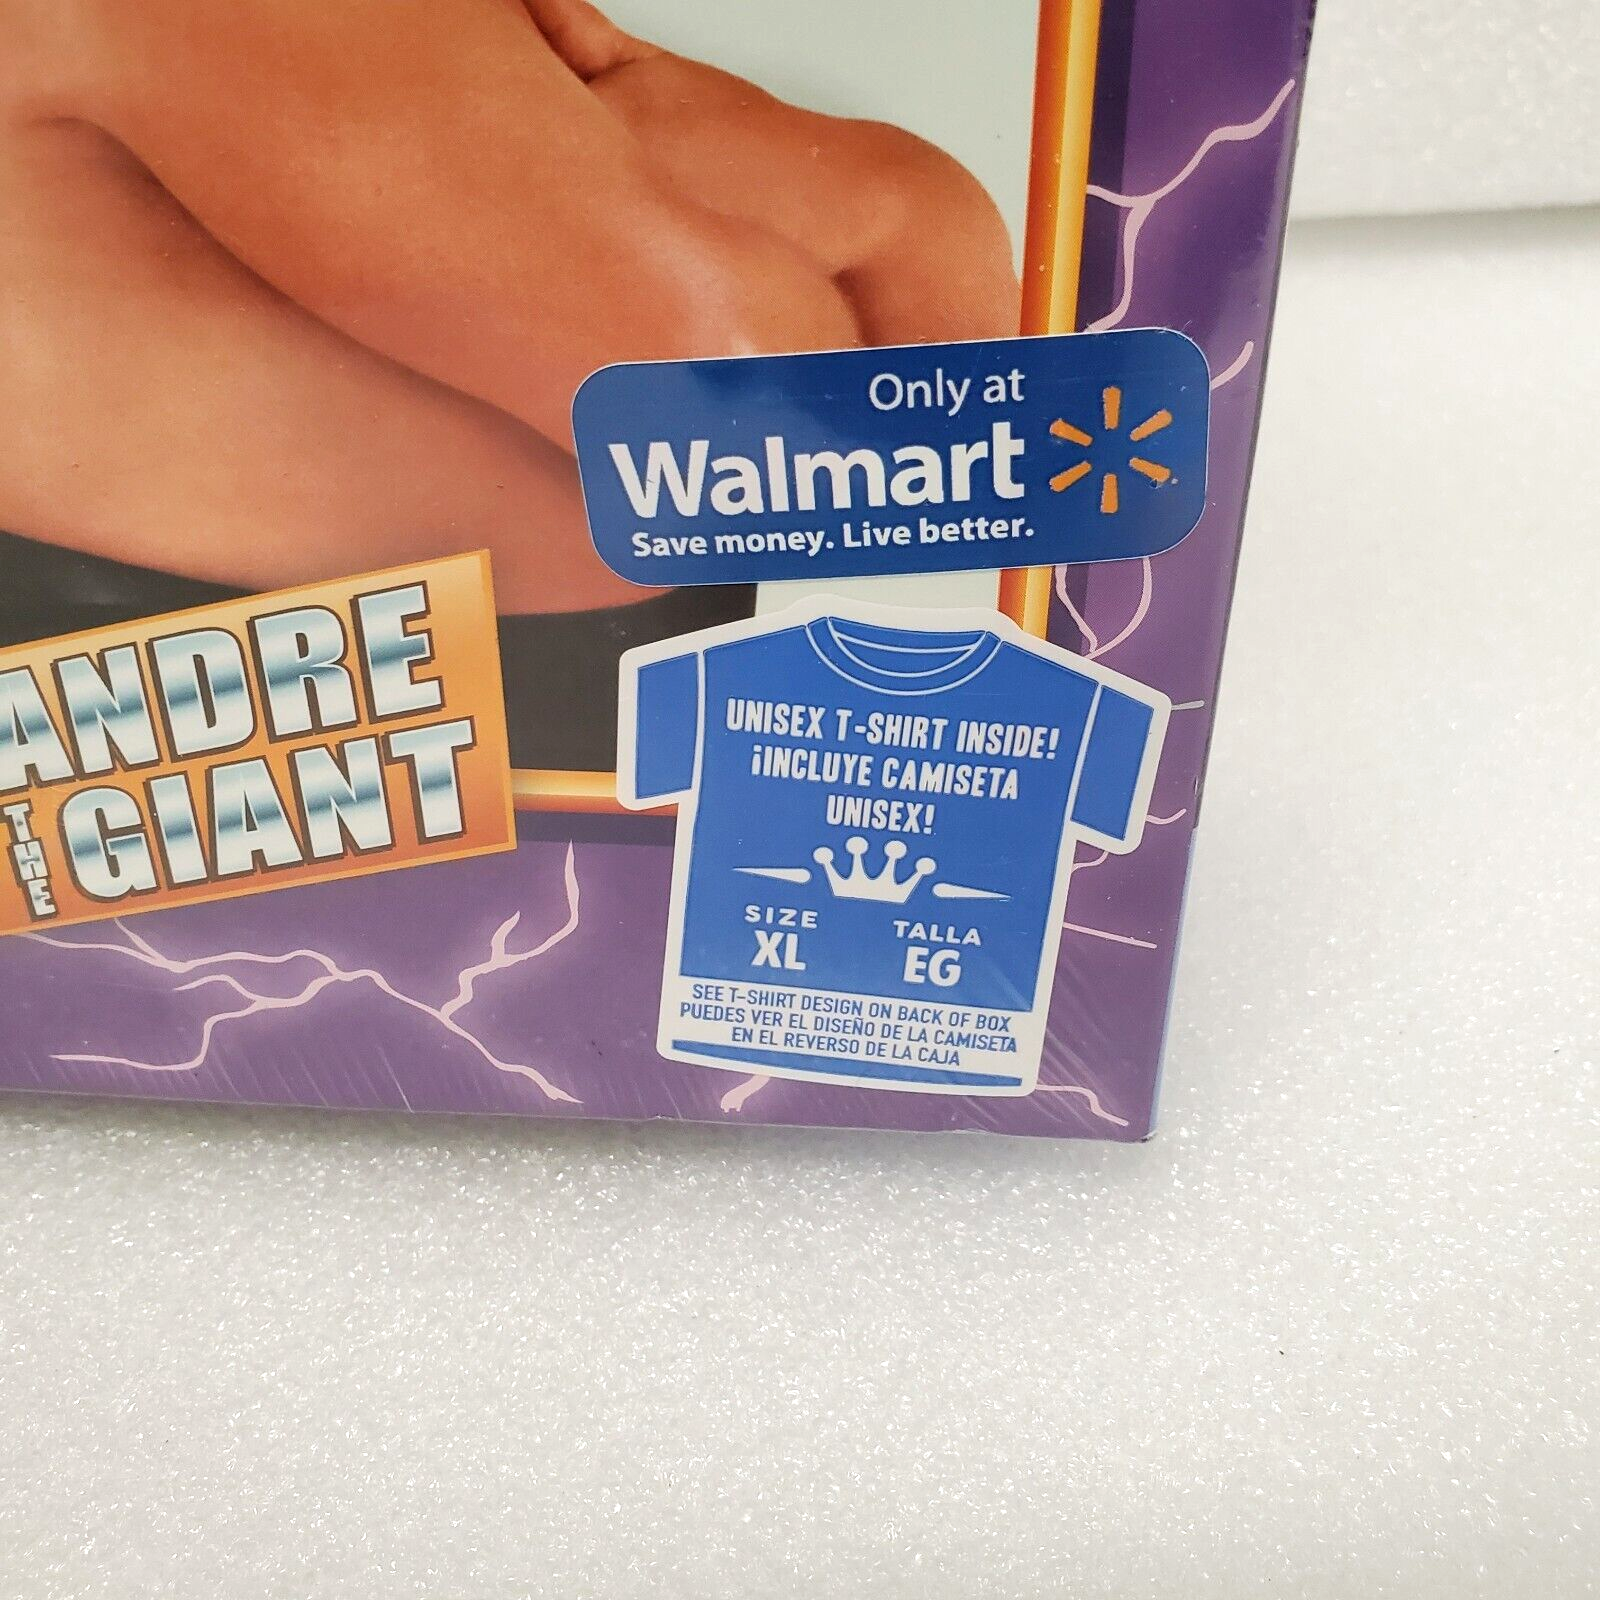 Only at
Walmart
Save money. Live better.
ANDRE
THE
GIANT
UNISEX T-SHIRT INSIDE!
¡INCLUYE CAMISETA
UNISEX!
SIZE
XL
TALLA
EG
SEE T-SHIRT DESIGN ON BACK OF BOX
PUEDES VER EL DISEÑO DE LA CAMISETA
EN EL REVERSO DE LA CAJA